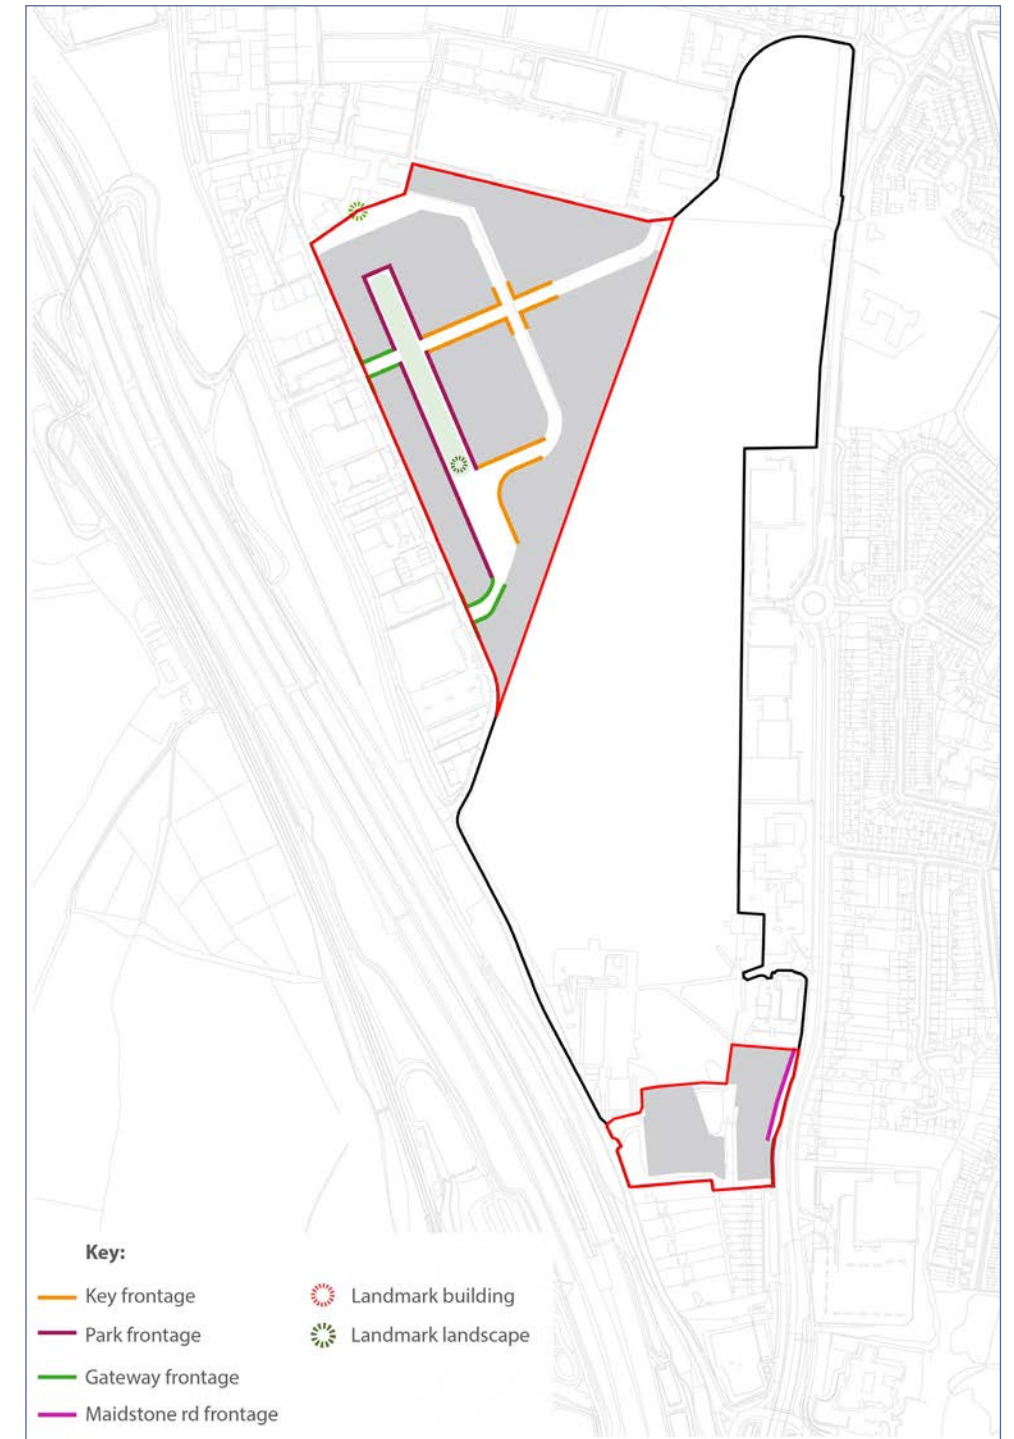 Key:
Key frontage
Park frontage
Gateway frontage
Maidstone rd frontage
Landmark building
Landmark landscape